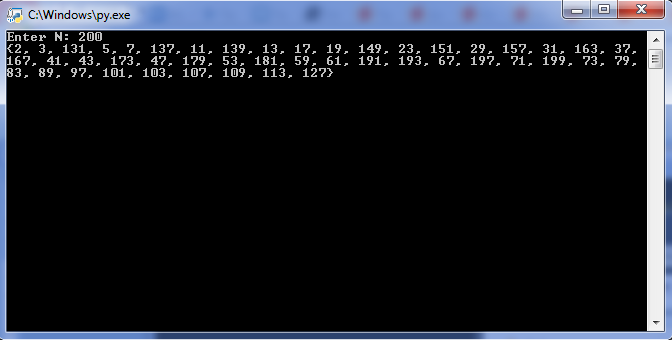 C:\Windows\py.exe
Enter N: 200
{2, 3, 131, 5, 7, 137, 11, 139, 13, 17, 19, 149, 23, 151, 29, 157, 31, 163, 37,
167, 41, 43, 173, 47, 179, 53, 181, 59, 61, 191, 193, 67, 197, 71, 199, 73, 79,
83, 89, 97, 101, 103, 107, 109, 113, 127}